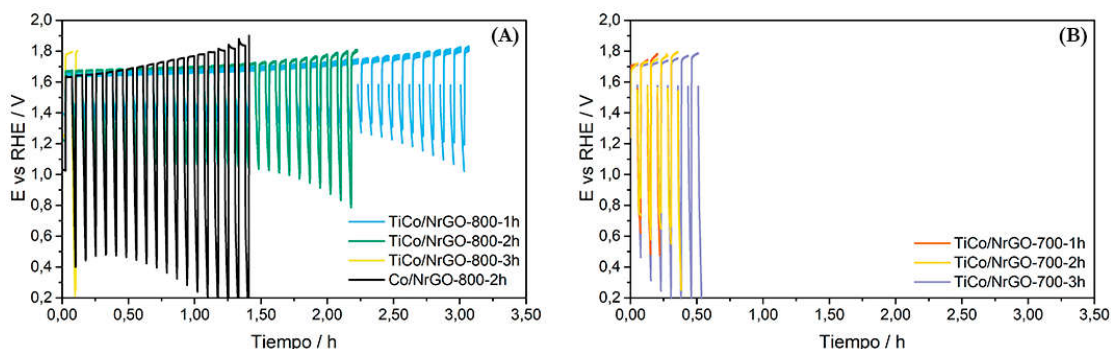 (A)
E vs RHE / V
2,0
1,8
1,6
1,4
1,2
1,0
0,8
0,6
0,4
0,2
TiCo/NrGO-800-1h
TiCo/NrGO-800-2h
TiCo/NrGO-800-3h
Co/NrGO-800-2h
0,00 0,50 1,00 1,50 2,00 2,50 3,00 3,50
Tiempo / h
(B)
E vs RHE / V
2,0
1,8
1,6
1,4
1,2
1,0
0,8
0,6
0,4
0,2
TiCo/NrGO-700-1h
TiCo/NrGO-700-2h
TiCo/NrGO-700-3h
0,00 0,50 1,00 1,50 2,00 2,50 3,00 3,50
Tiempo / h